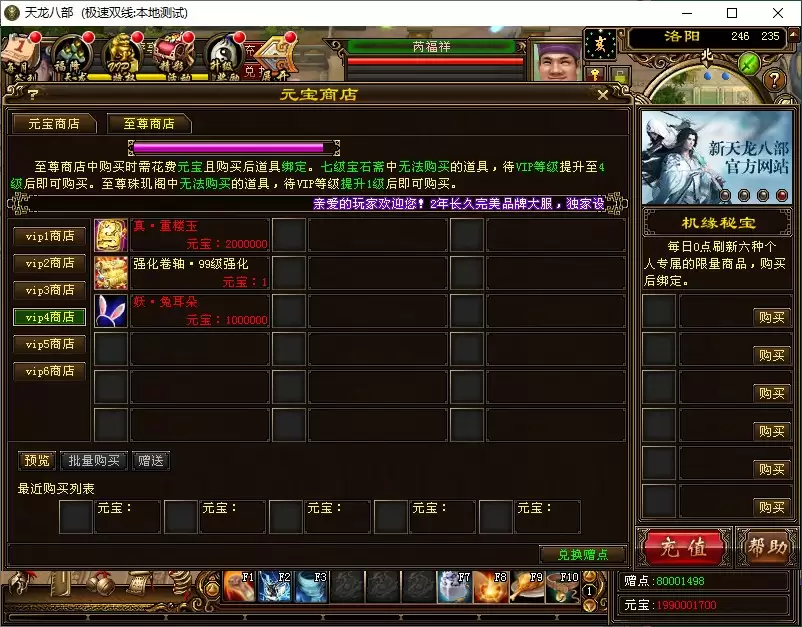 天龙八部 (极速双线:本地测试)
芮福祥
亥
洛阳 246 235
北
元宝商店
元宝商店 至尊商店
至尊商店中购买时需花费元宝且购买后道具绑定。七级宝石斋中无法购买的道具，待VIP等级提升至4
级后即可购买。至尊珠玑阁中无法购买的道具，待VIP等级提升1级后即可购买。
亲爱的玩家欢迎您！2年长久完美品牌大服，独家设
vip1商店
vip2商店
vip3商店
vip4商店
vip5商店
vip6商店
真·重楼玉
元宝：2000000
强化卷轴·99级强化
元宝：1
妖·兔耳朵
元宝：1000000
预览 批量购买 赠送
最近购买列表
元宝： 元宝： 元宝： 元宝： 元宝：
兑换赠点
新天龙八部
官方网站
机缘秘宝
每日0点刷新六种个
人专属的限量商品，购买
后绑定。
购买
购买
购买
购买
购买
购买
充值 帮助
赠点:80001498
元宝:1990001700
F1 F2 F3 F7 F8 F9 F10
1